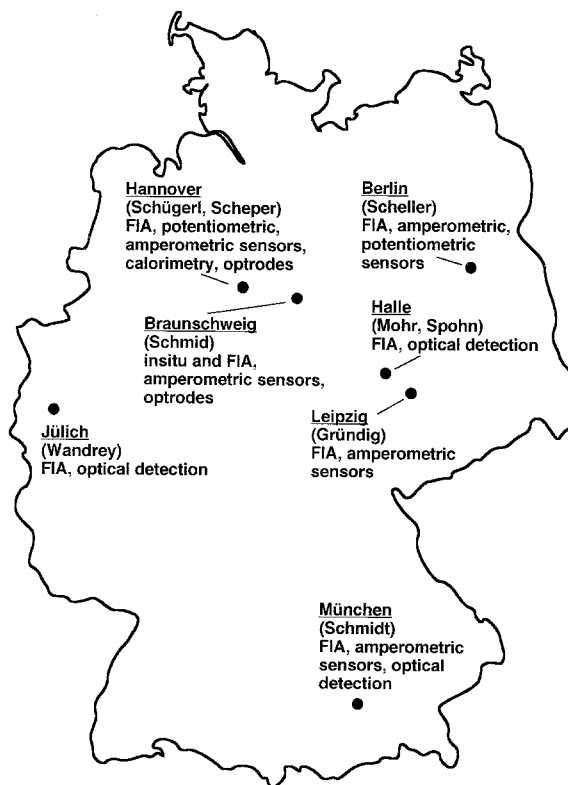 Hannover
(Schügerl, Scheper)
FIA, potentiometric,
amperometric sensors,
calorimetry, optrodes
Berlin
(Scheller)
FIA, amperometric,
potentiometric
sensors
Braunschweig
(Schmid)
insitu and FIA,
amperometric sensors,
optrodes
Halle
(Mohr, Spohn)
FIA, optical detection
Jülich
(Wandrey)
FIA, optical detection
Leipzig
(Gründig)
FIA, amperometric
sensors
München
(Schmidt)
FIA, amperometric
sensors, optical
detection